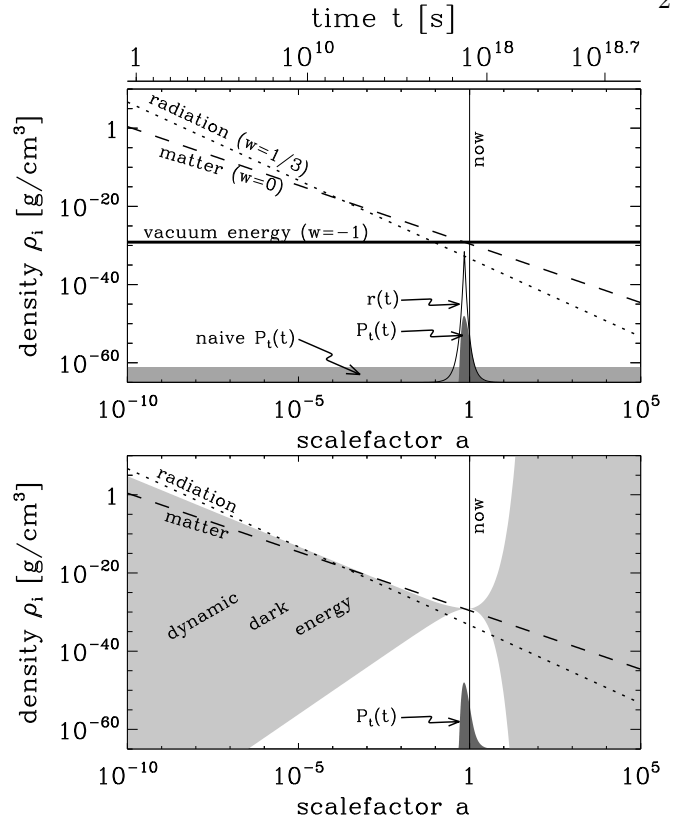 2
time t [s]
1 10^10 10^18 10^18.7
radiation (w=1/3)
matter (w=0)
now
vacuum energy (w=−1)
r(t)
P_t(t)
naive P_t(t)
density ρ_i [g/cm^3]
1
10^−20
10^−40
10^−60
10^−10 10^−5 1 10^5
scalefactor a
radiation
matter
now
dynamic dark energy
P_t(t)
density ρ_i [g/cm^3]
1
10^−20
10^−40
10^−60
10^−10 10^−5 1 10^5
scalefactor a